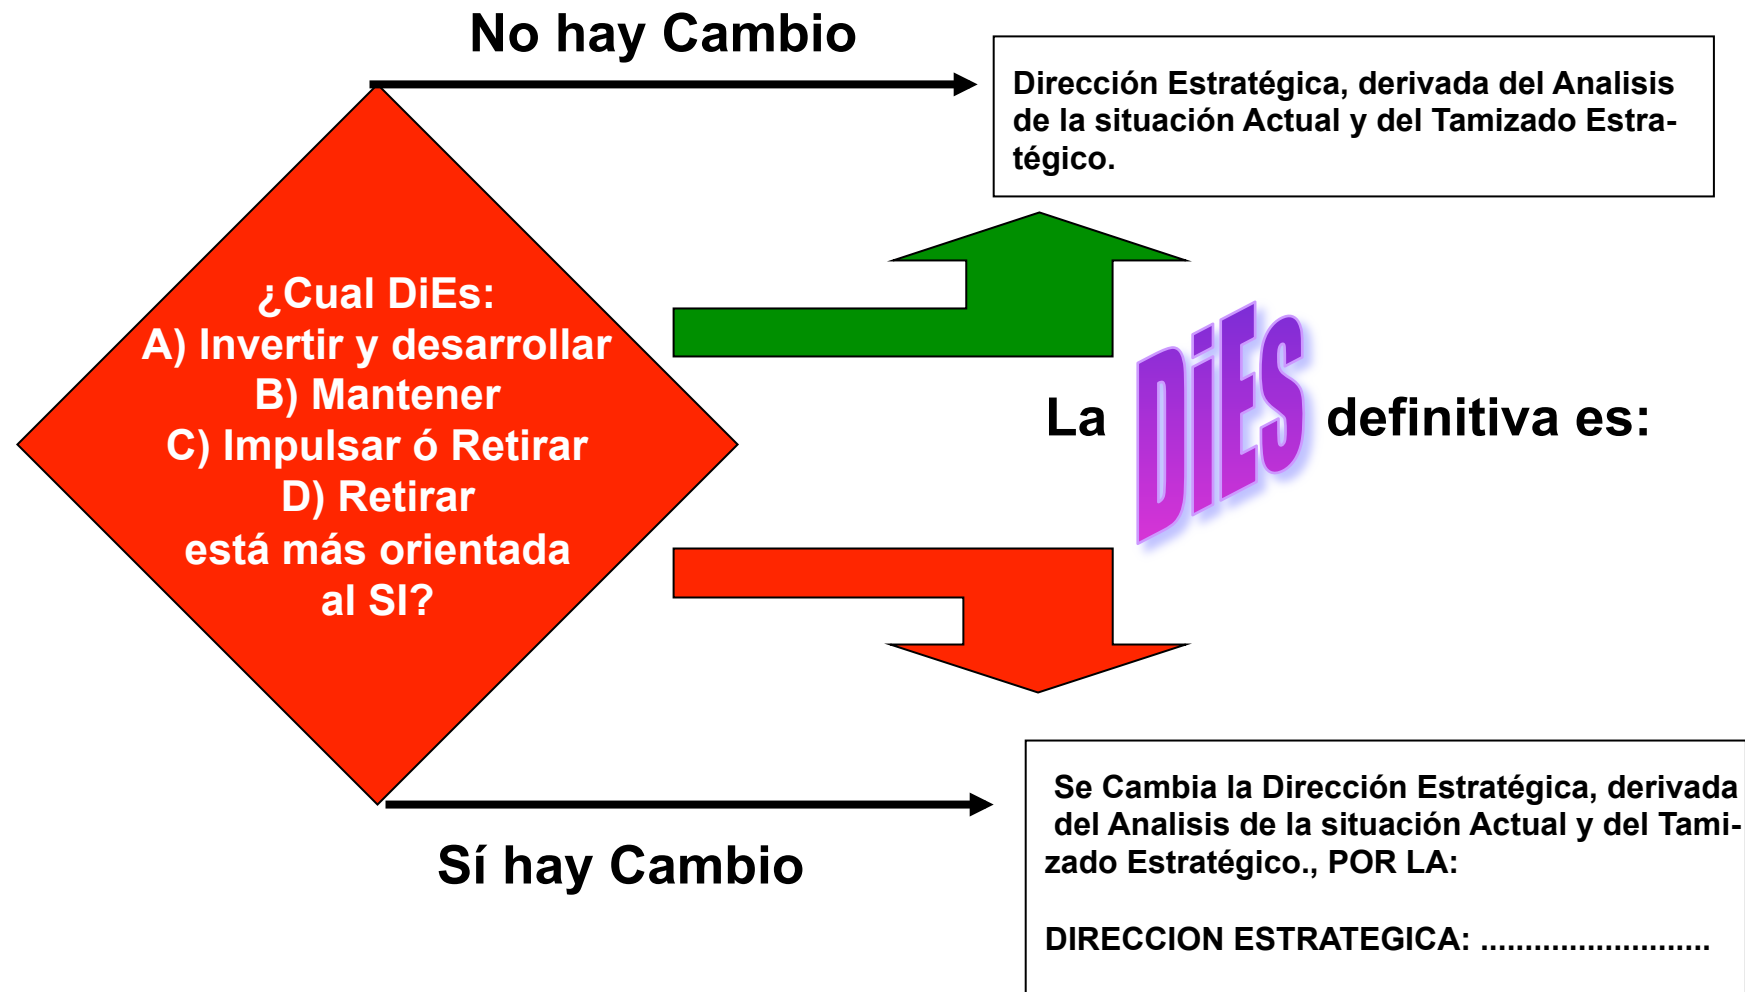 No hay Cambio
Dirección Estratégica, derivada del Analisis
de la situación Actual y del Tamizado Estra-
tégico.
¿Cual DiEs:
A) Invertir y desarrollar
B) Mantener
C) Impulsar ó Retirar
D) Retirar
está más orientada
al SI?
La DiES definitiva es:
Se Cambia la Dirección Estratégica, derivada
del Analisis de la situación Actual y del Tami-
zado Estratégico., POR LA:
DIRECCION ESTRATEGICA: ..........................
Sí hay Cambio